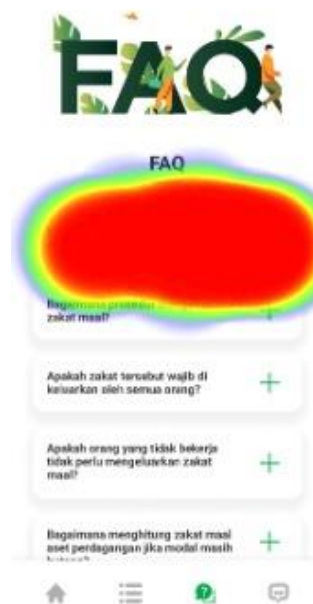 FAQ
FAQ
zakat maal?
Apakah zakat tersebut wajib di
keluarkan oleh semua orang?
Apakah orang yang tidak bekerja
tidak perlu mengeluarkan zakat
maal?
Bagaimana menghitung zakat maal
aset perdagangan jika modal masih